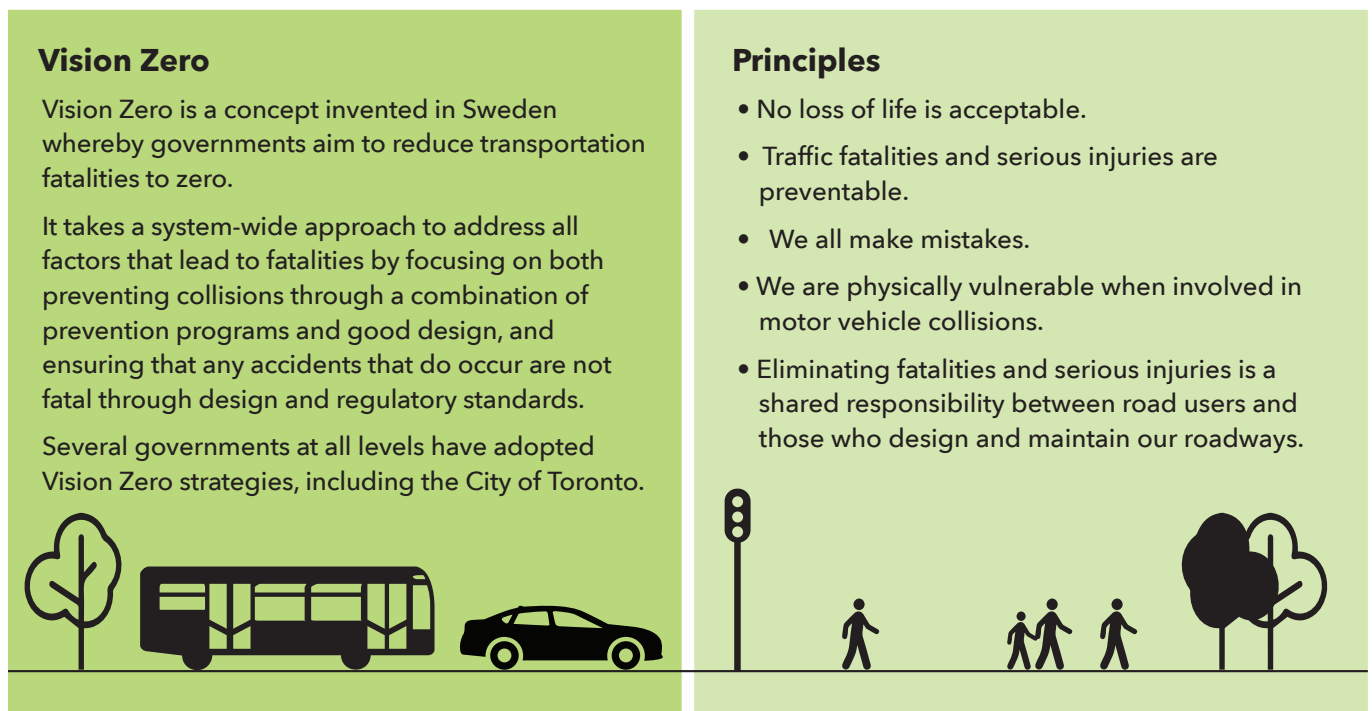 Vision Zero
Vision Zero is a concept invented in Sweden
whereby governments aim to reduce transportation
fatalities to zero.
It takes a system-wide approach to address all
factors that lead to fatalities by focusing on both
preventing collisions through a combination of
prevention programs and good design, and
ensuring that any accidents that do occur are not
fatal through design and regulatory standards.
Several governments at all levels have adopted
Vision Zero strategies, including the City of Toronto.
Principles
• No loss of life is acceptable.
• Traffic fatalities and serious injuries are
preventable.
• We all make mistakes.
• We are physically vulnerable when involved in
motor vehicle collisions.
• Eliminating fatalities and serious injuries is a
shared responsibility between road users and
those who design and maintain our roadways.